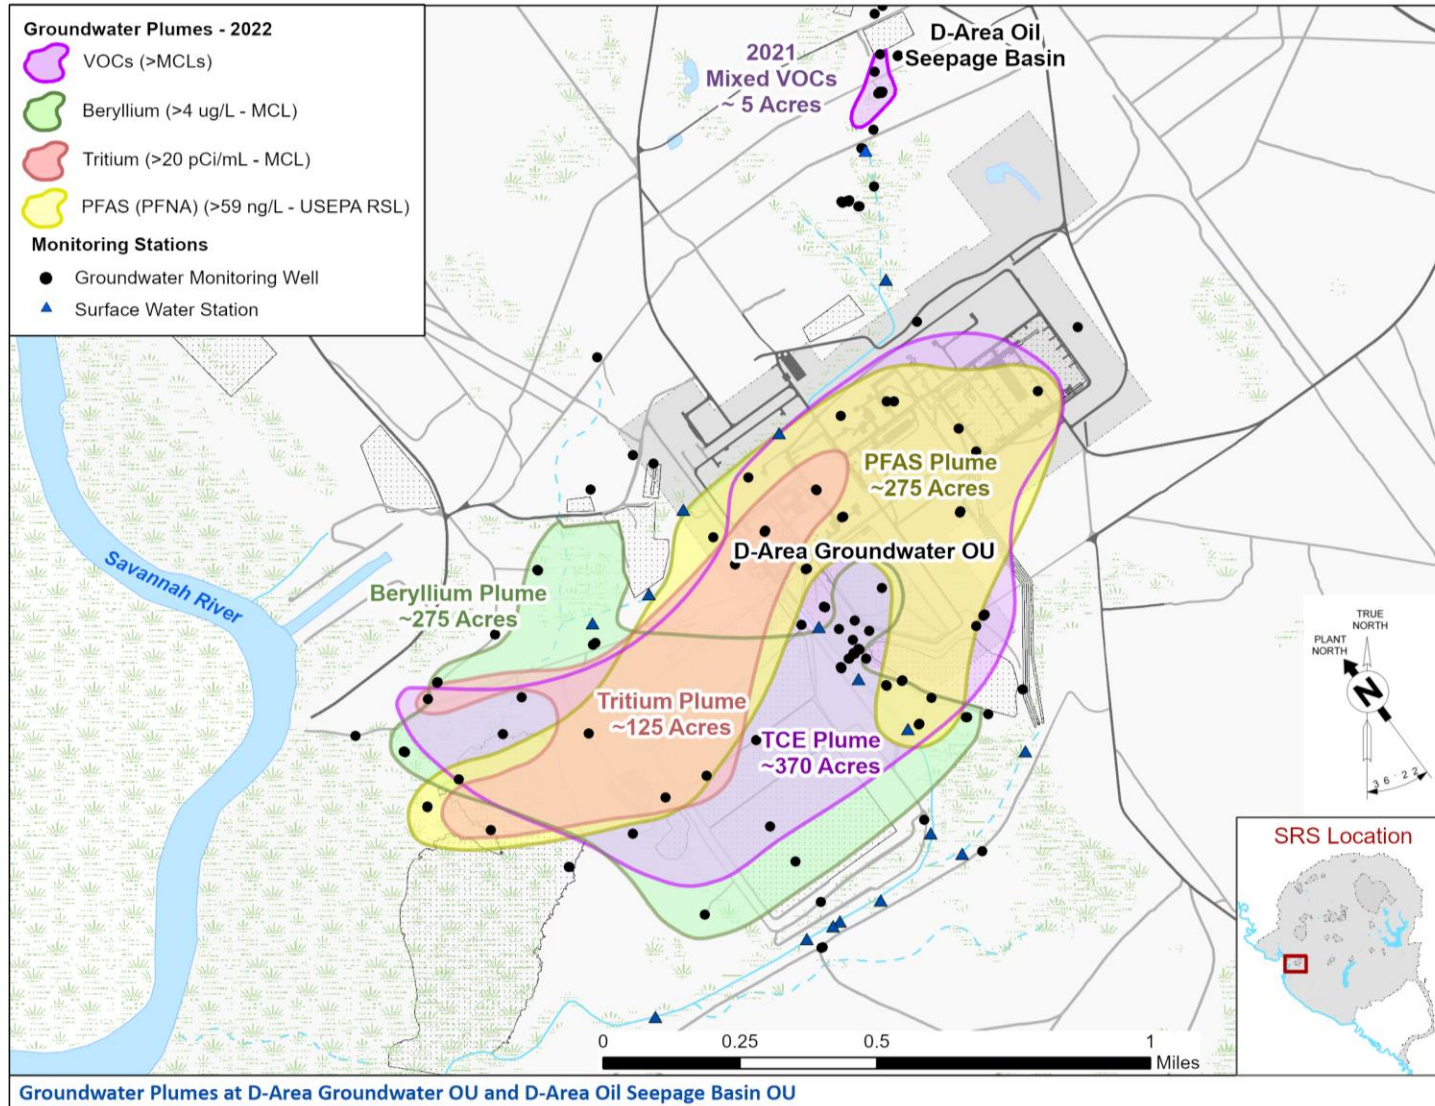 Groundwater Plumes - 2022
VOCs (>MCLs)
Beryllium (>4 ug/L - MCL)
Tritium (>20 pCi/mL - MCL)
PFAS (PFNA) (>59 ng/L - USEPA RSL)
Monitoring Stations
Groundwater Monitoring Well
Surface Water Station
2021
Mixed VOCs
~ 5 Acres
D-Area Oil
Seepage Basin
PFAS Plume
~275 Acres
D-Area Groundwater OU
Savannah River
Beryllium Plume
~275 Acres
Tritium Plume
~125 Acres
TCE Plume
~370 Acres
TRUE
NORTH
PLANT
NORTH
N
36°22'
SRS Location
0 0.25 0.5 1
Miles
Groundwater Plumes at D-Area Groundwater OU and D-Area Oil Seepage Basin OU